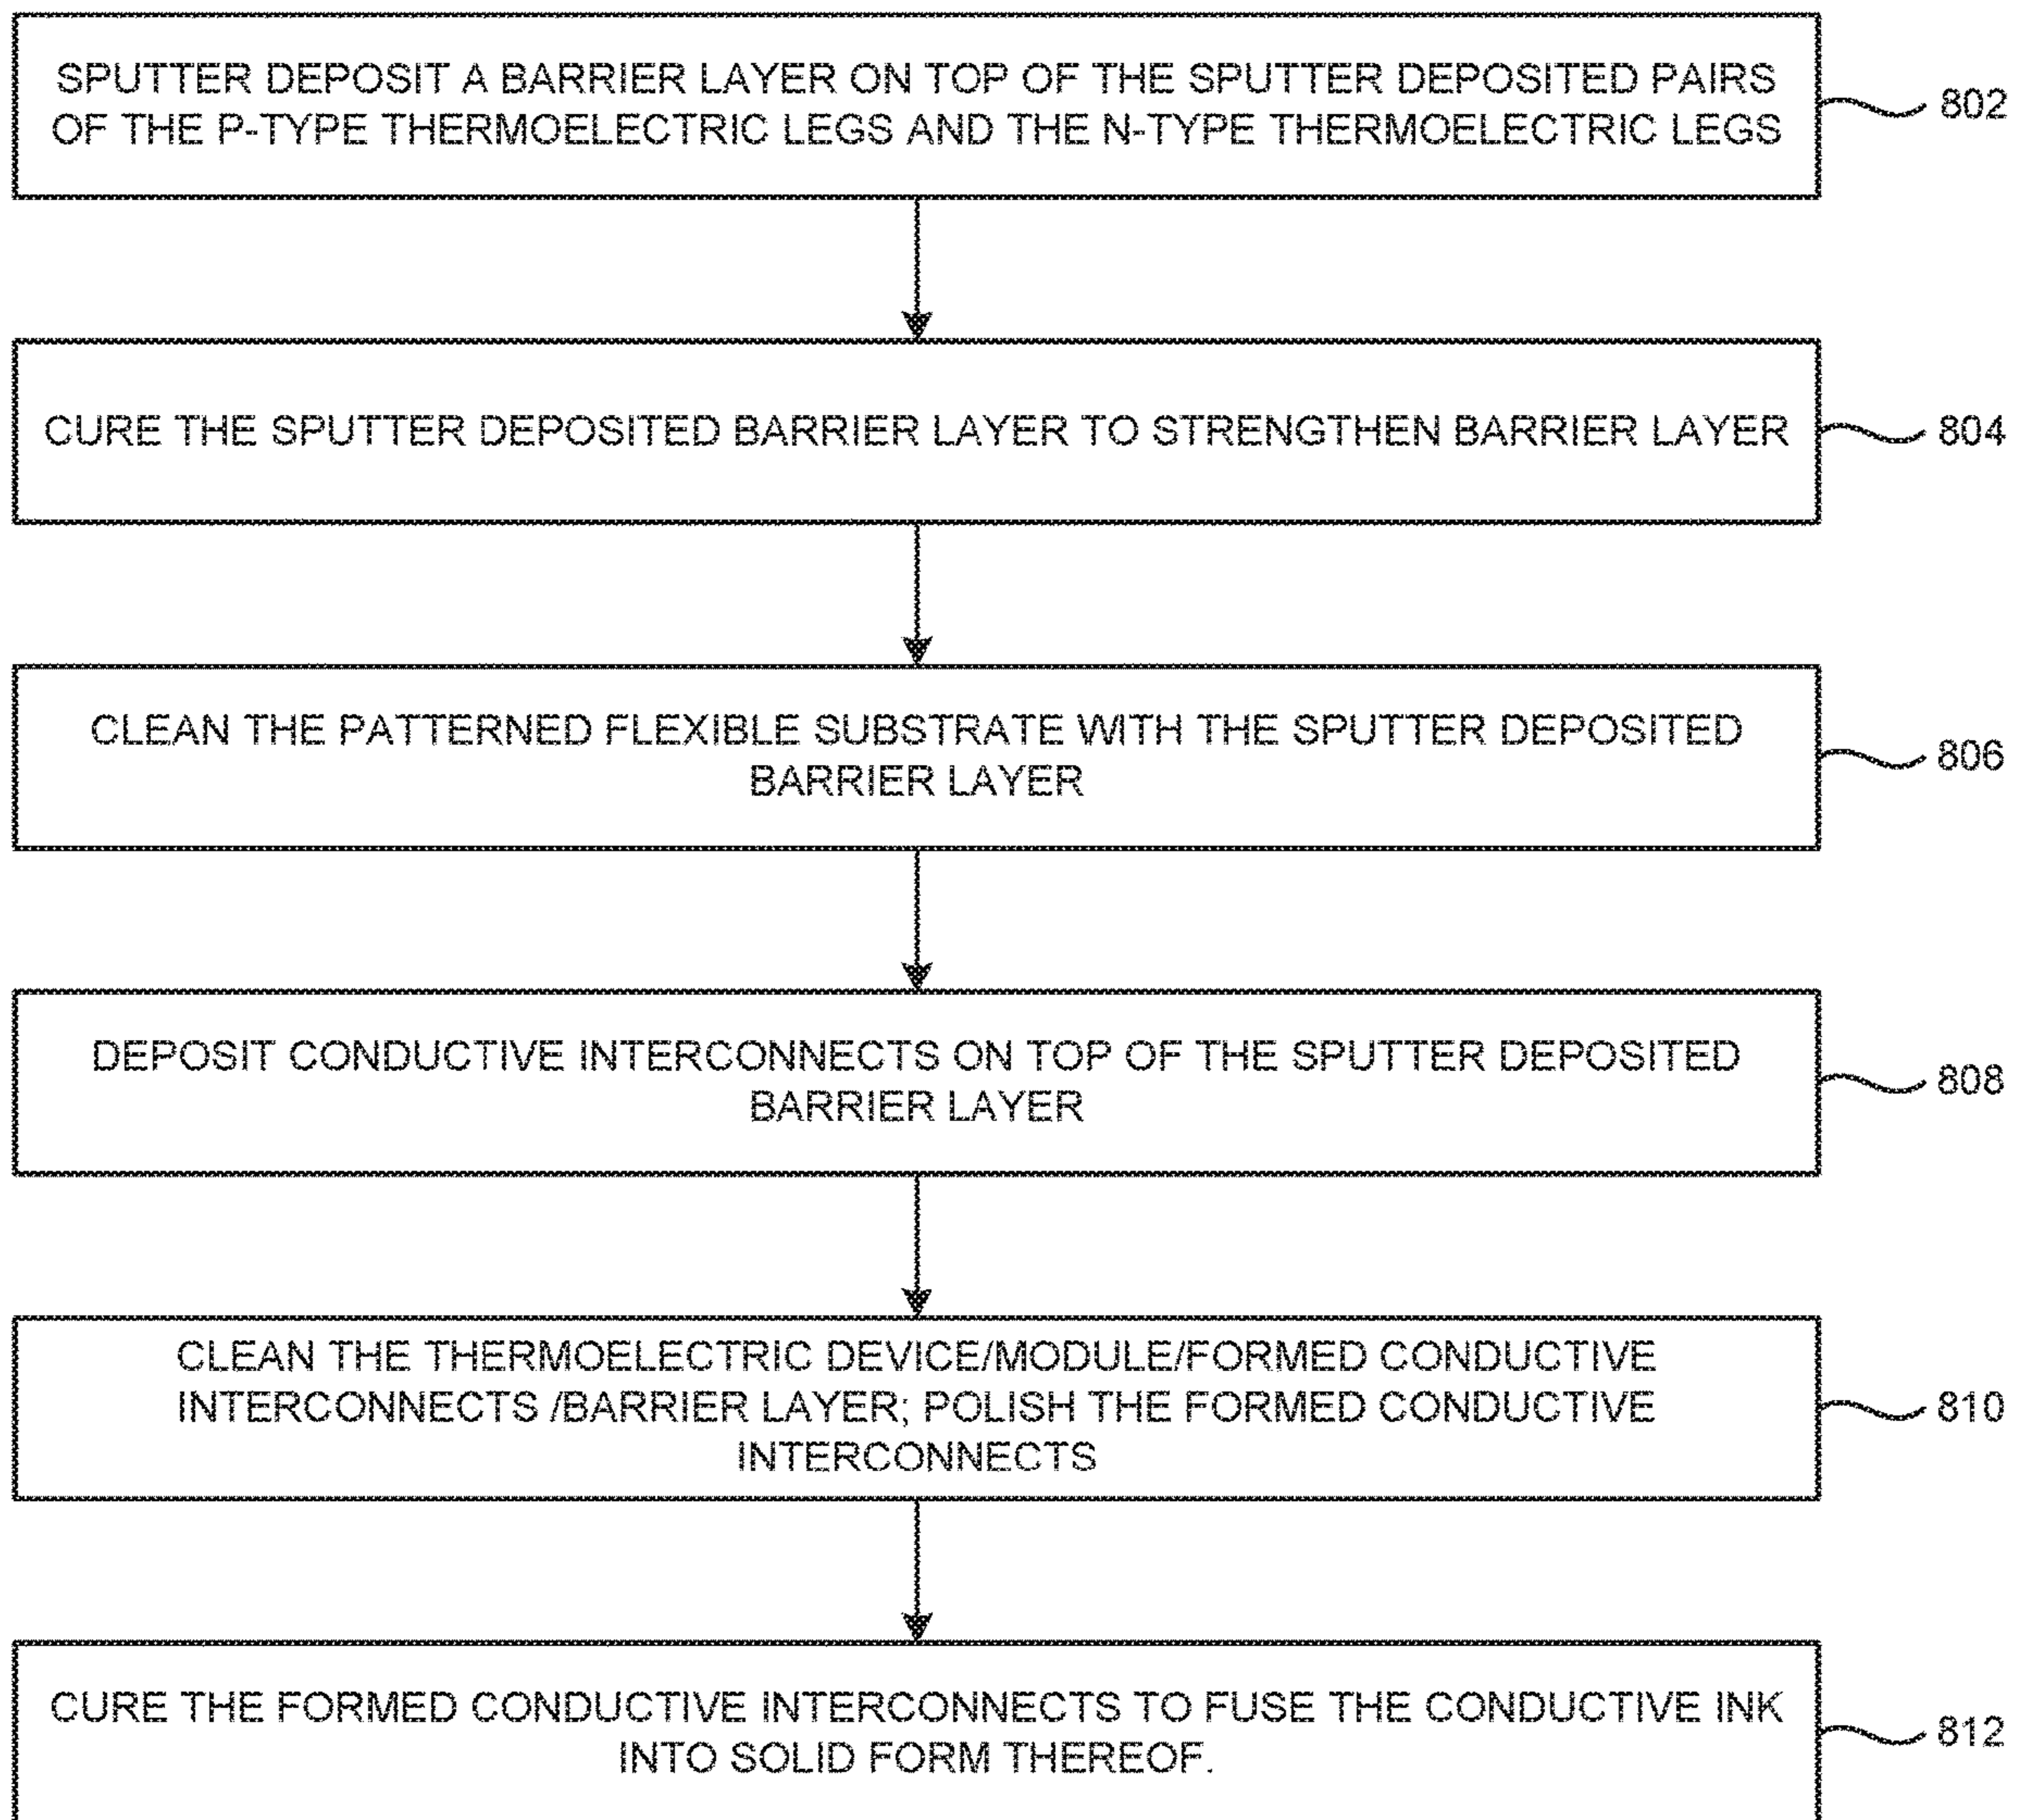 SPUTTER DEPOSIT A BARRIER LAYER ON TOP OF THE SPUTTER DEPOSITED PAIRS
OF THE P-TYPE THERMOELECTRIC LEGS AND THE N-TYPE THERMOELECTRIC LEGS
802
CURE THE SPUTTER DEPOSITED BARRIER LAYER TO STRENGTHEN BARRIER LAYER
804
CLEAN THE PATTERNED FLEXIBLE SUBSTRATE WITH THE SPUTTER DEPOSITED
BARRIER LAYER
806
DEPOSIT CONDUCTIVE INTERCONNECTS ON TOP OF THE SPUTTER DEPOSITED
BARRIER LAYER
808
CLEAN THE THERMOELECTRIC DEVICE/MODULE/FORMED CONDUCTIVE
INTERCONNECTS /BARRIER LAYER; POLISH THE FORMED CONDUCTIVE
INTERCONNECTS
810
CURE THE FORMED CONDUCTIVE INTERCONNECTS TO FUSE THE CONDUCTIVE INK
INTO SOLID FORM THEREOF.
812